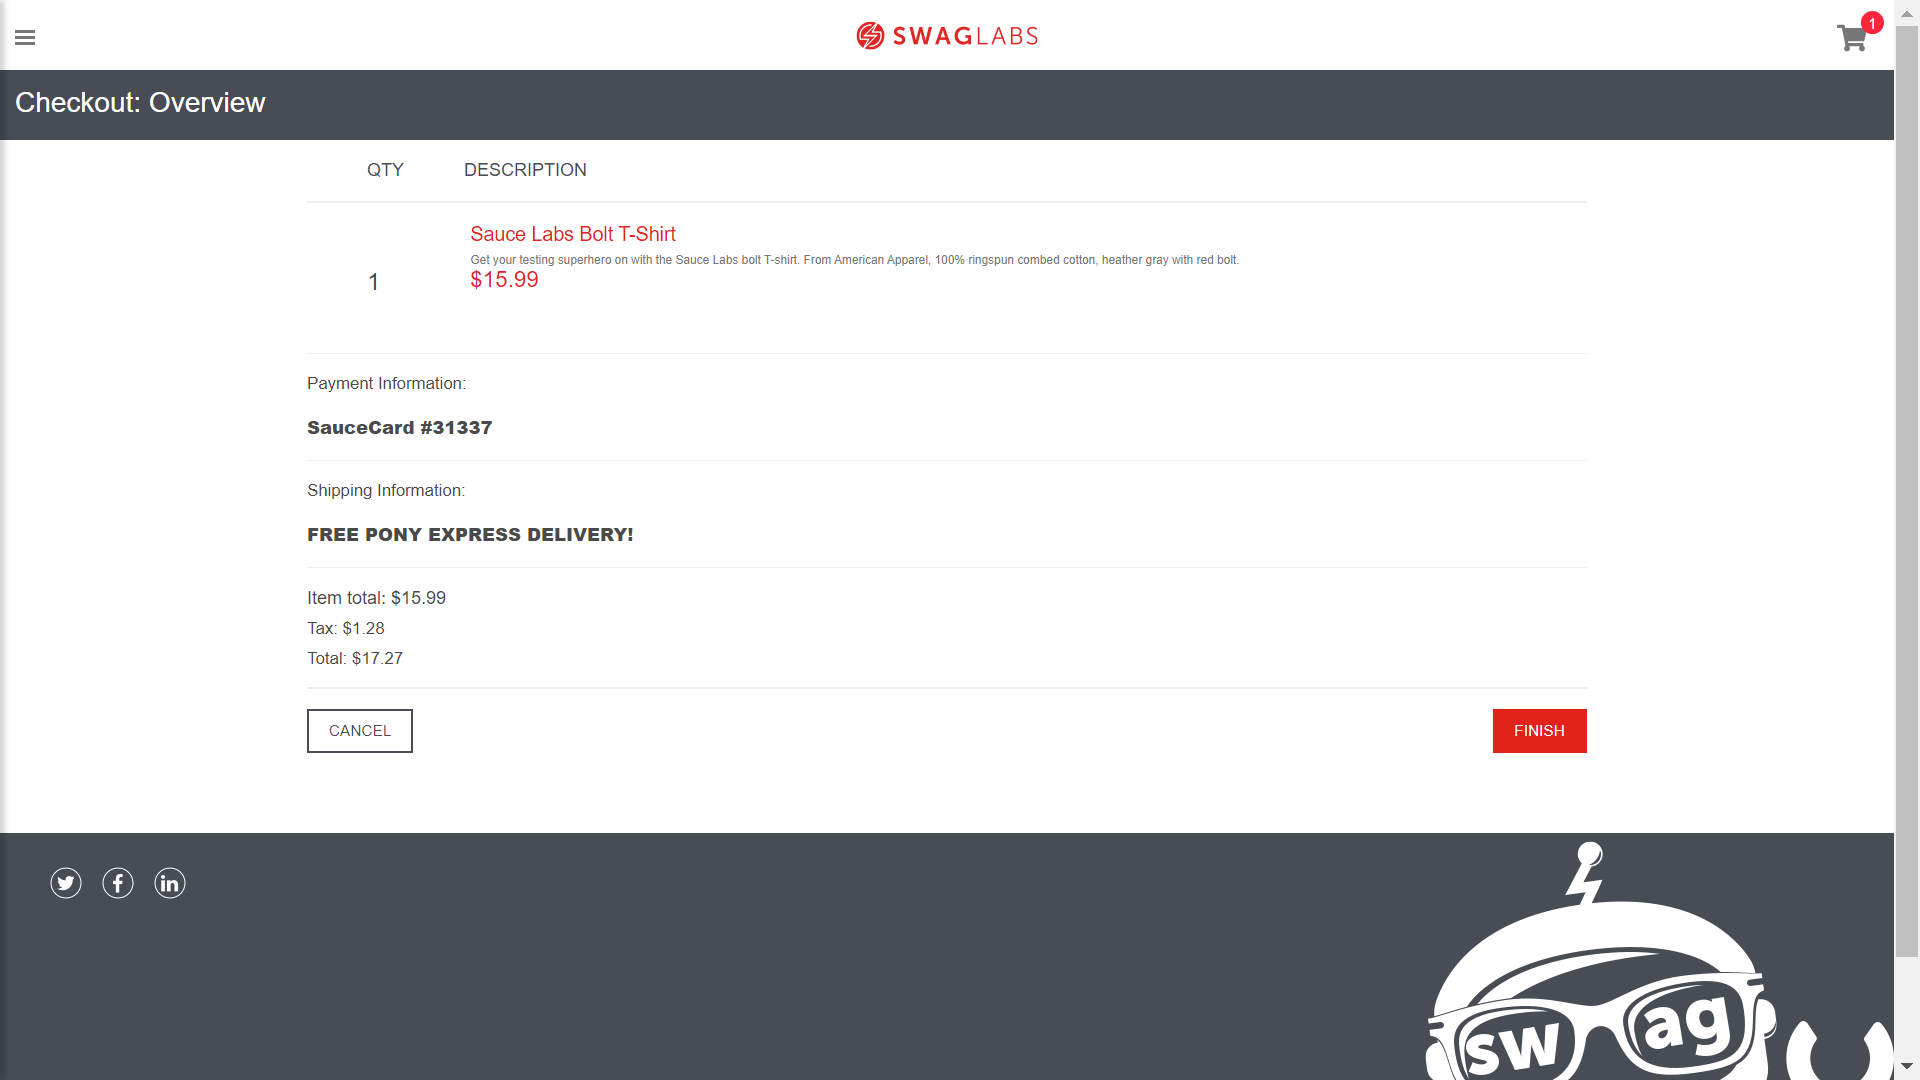 SWAGLABS
1
Checkout: Overview
QTY DESCRIPTION
Sauce Labs Bolt T-Shirt
Get your testing superhero on with the Sauce Labs bolt T-shirt. From American Apparel, 100% ringspun combed cotton, heather gray with red bolt.
1
$15.99
Payment Information:
SauceCard #31337
Shipping Information:
FREE PONY EXPRESS DELIVERY!
Item total: $15.99
Tax: $1.28
Total: $17.27
CANCEL
FINISH
swag